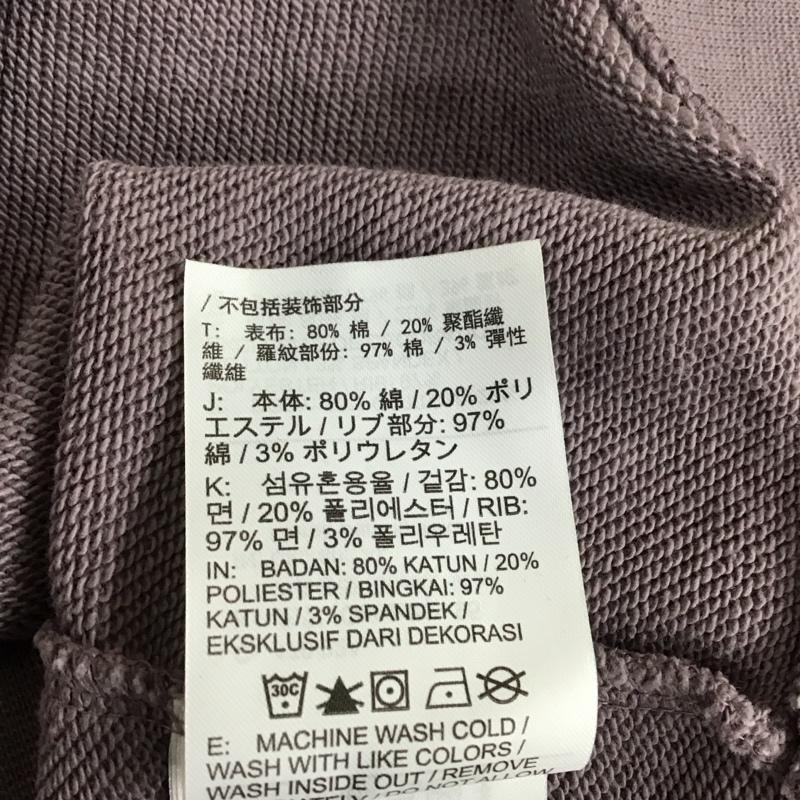 / 不包括装饰部分
T: 表布: 80% 棉 / 20% 聚酯纖
維 / 羅紋部份: 97% 棉 / 3% 彈性
纖維
J: 本体: 80% 綿 / 20% ポリ
エステル / リブ部分: 97%
綿 / 3% ポリウレタン
K: 섬유혼용율 / 겉감: 80%
면 / 20% 폴리에스터 / RIB:
97% 면 / 3% 폴리우레탄
IN: BADAN: 80% KATUN / 20%
POLIESTER / BINGKAI: 97%
KATUN / 3% SPANDEK /
EKSKLUSIF DARI DEKORASI
30C
E: MACHINE WASH COLD /
WASH WITH LIKE COLORS /
WASH INSIDE OUT / REMOVE
/ DO NOT ALLOW